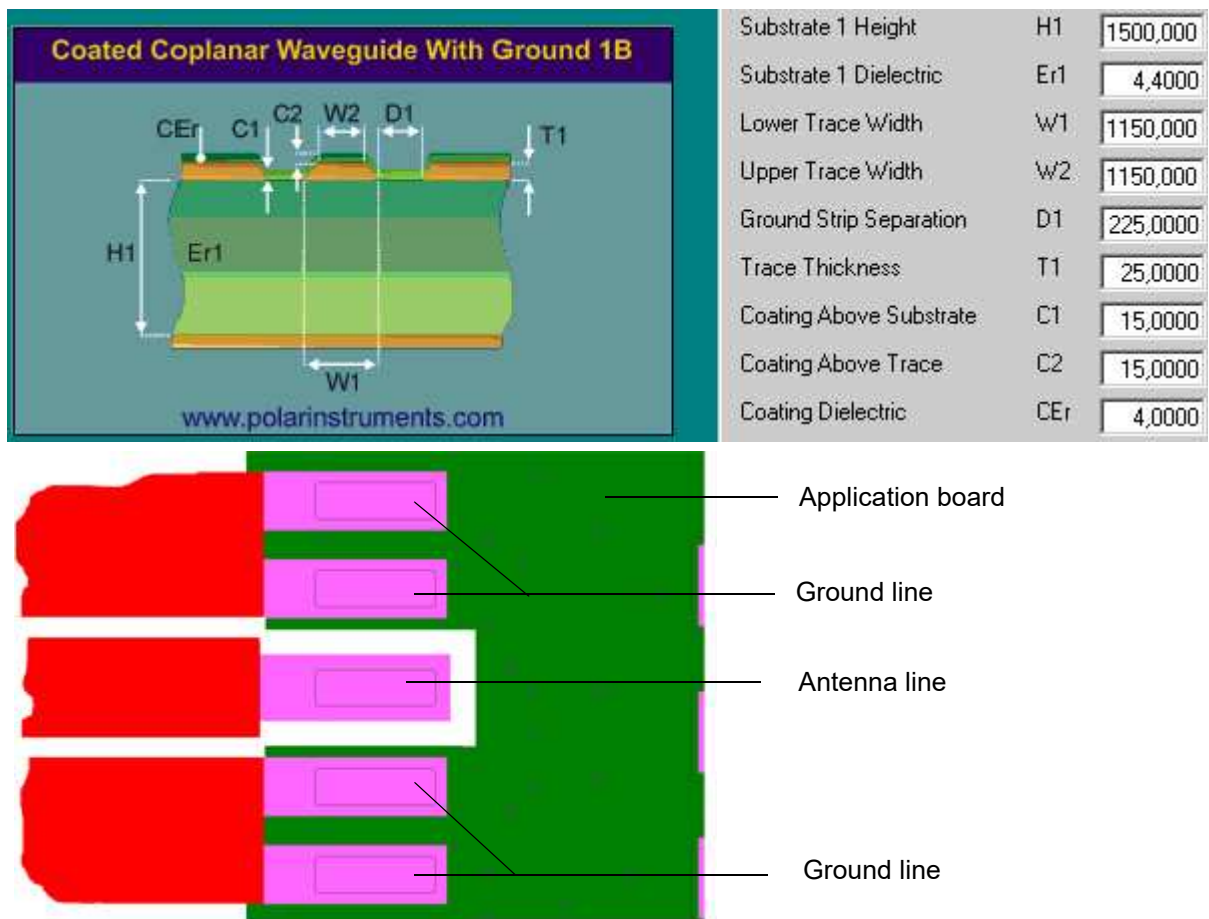 Coated Coplanar Waveguide With Ground 1B
CEr C1 C2 W2 D1 T1
H1 Er1
W1
www.polarinstruments.com
Substrate 1 Height H1 1500,000
Substrate 1 Dielectric Er1 4,4000
Lower Trace Width W1 1150,000
Upper Trace Width W2 1150,000
Ground Strip Separation D1 225,0000
Trace Thickness T1 25,0000
Coating Above Substrate C1 15,0000
Coating Above Trace C2 15,0000
Coating Dielectric CEr 4,0000
Application board
Ground line
Antenna line
Ground line